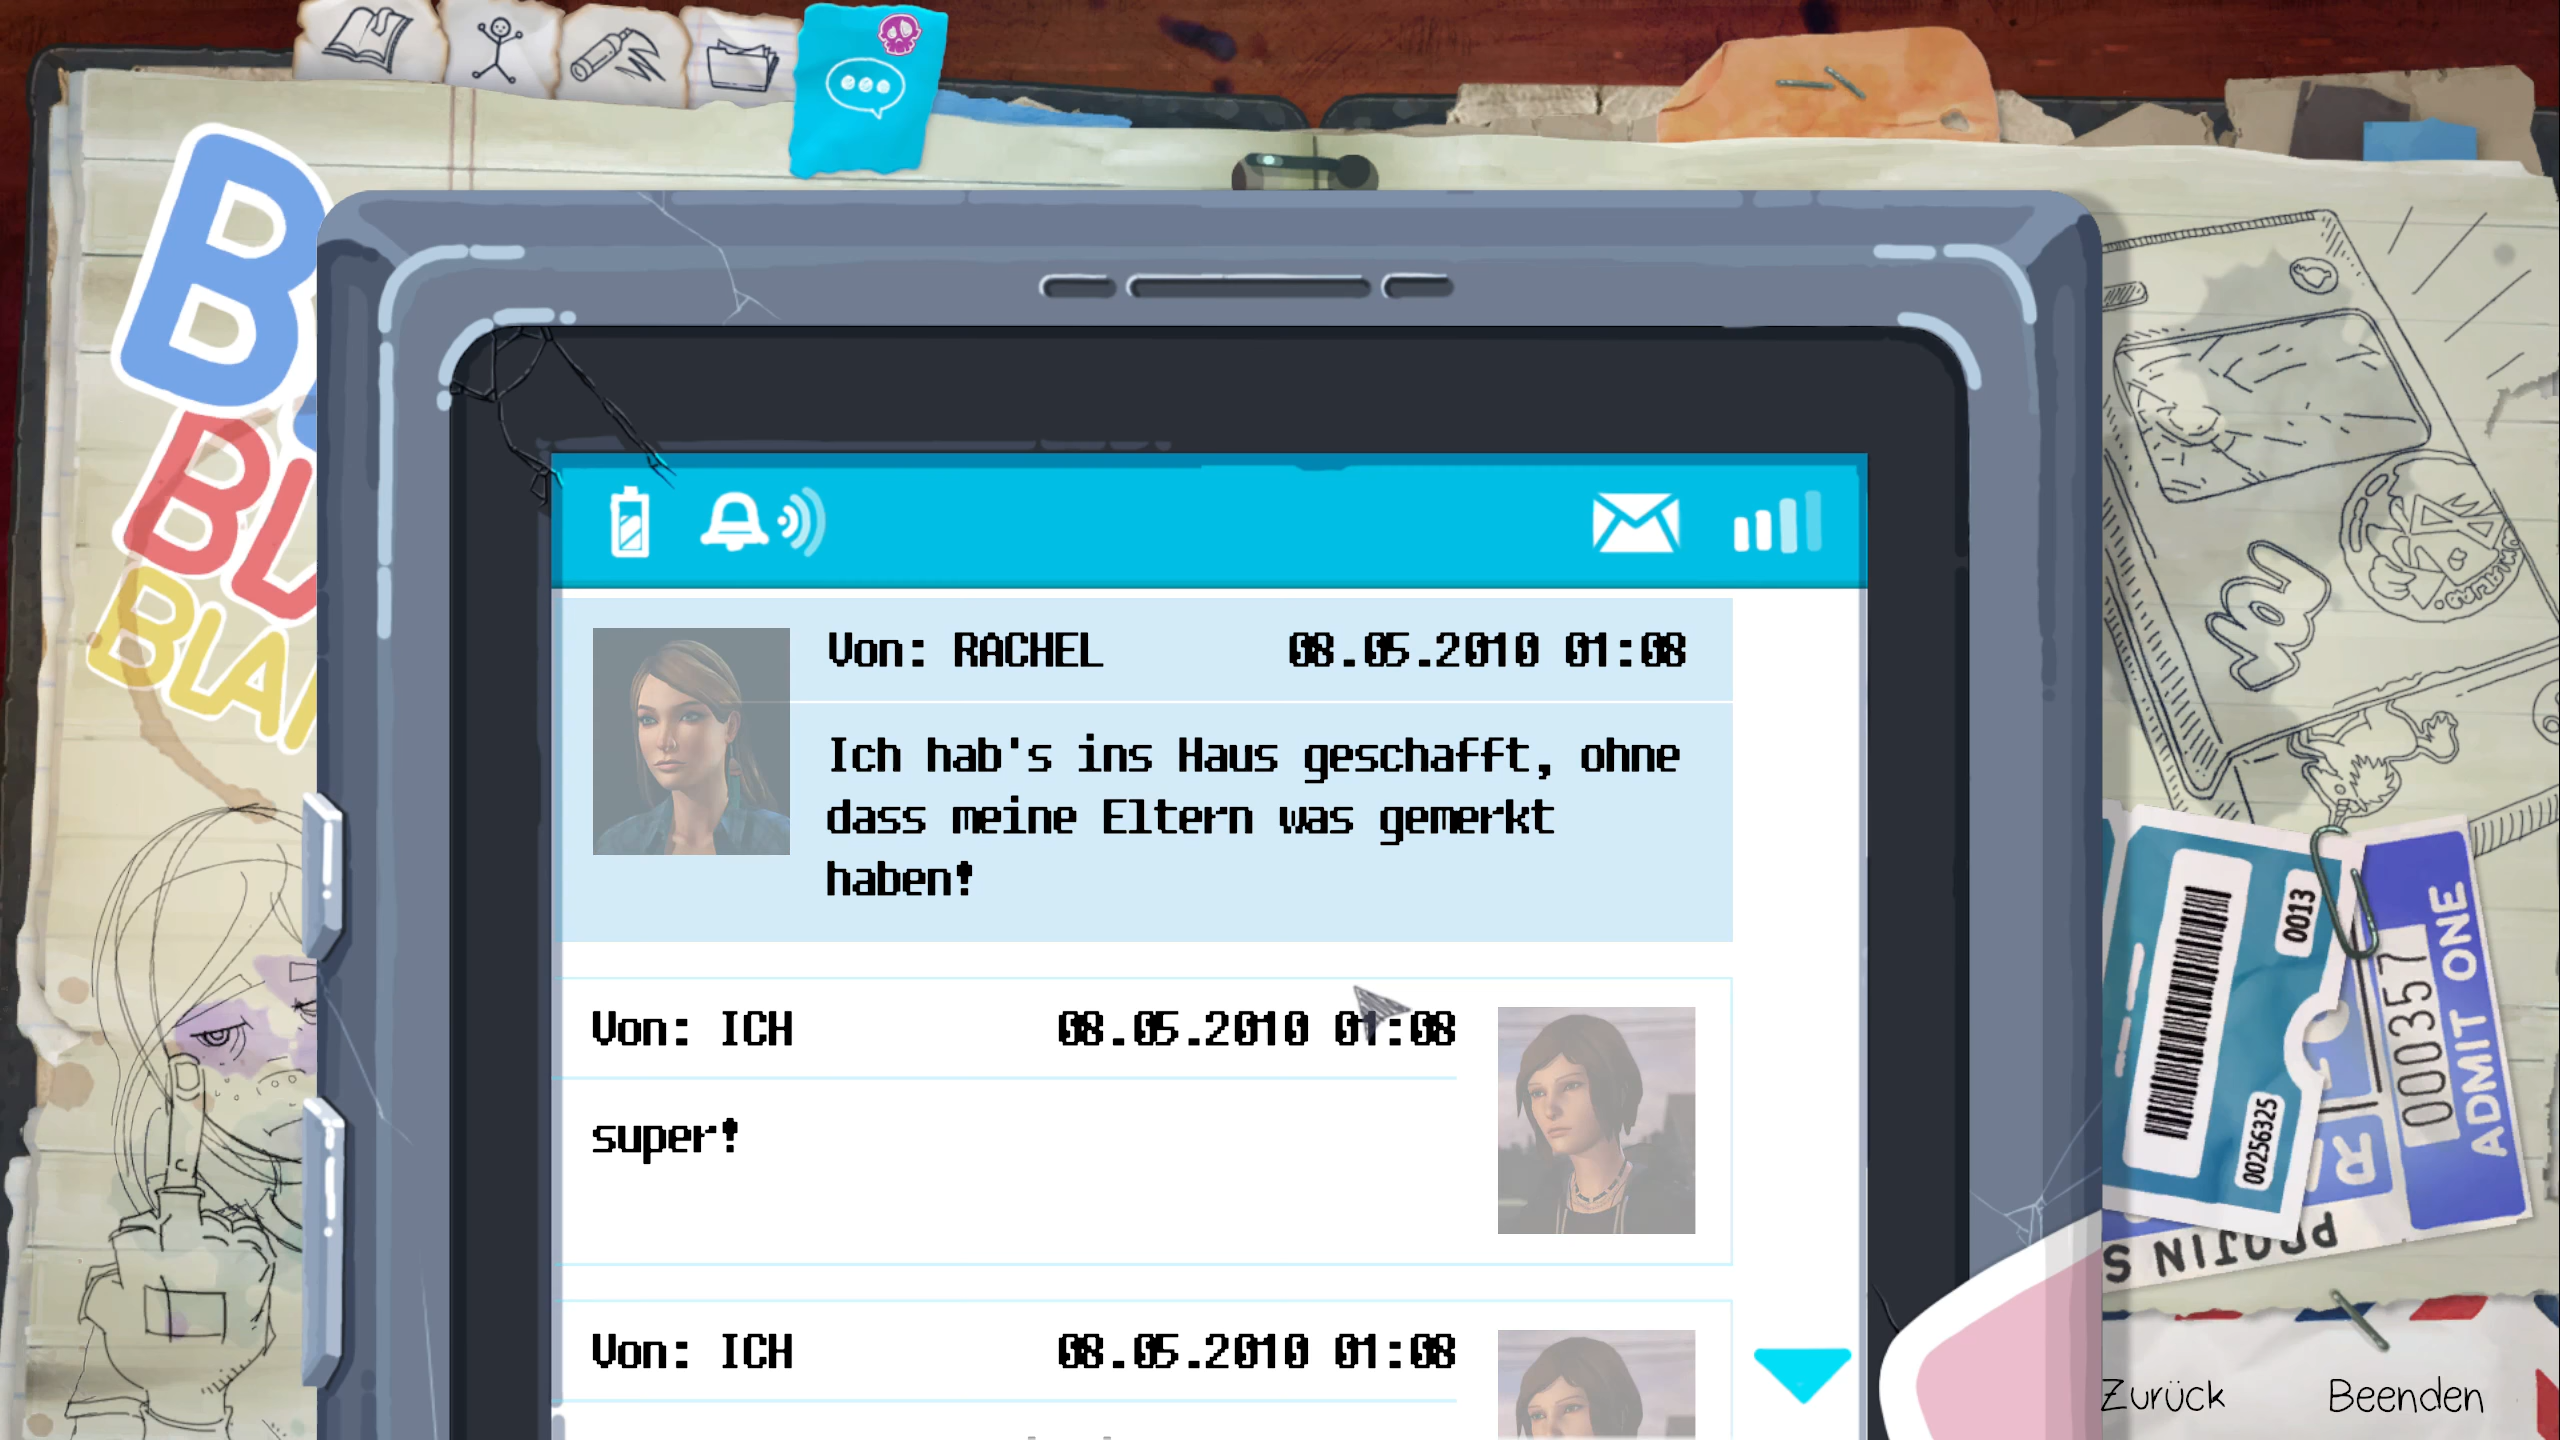 Von: RACHEL 08.05.2010 01:08
Ich hab's ins Haus geschafft, ohne
dass meine Eltern was gemerkt
haben!
Von: ICH 08.05.2010 01:08
super!
Von: ICH 08.05.2010 01:08
0013
00256325
000357
ADMIT ONE
Zurück
Beenden